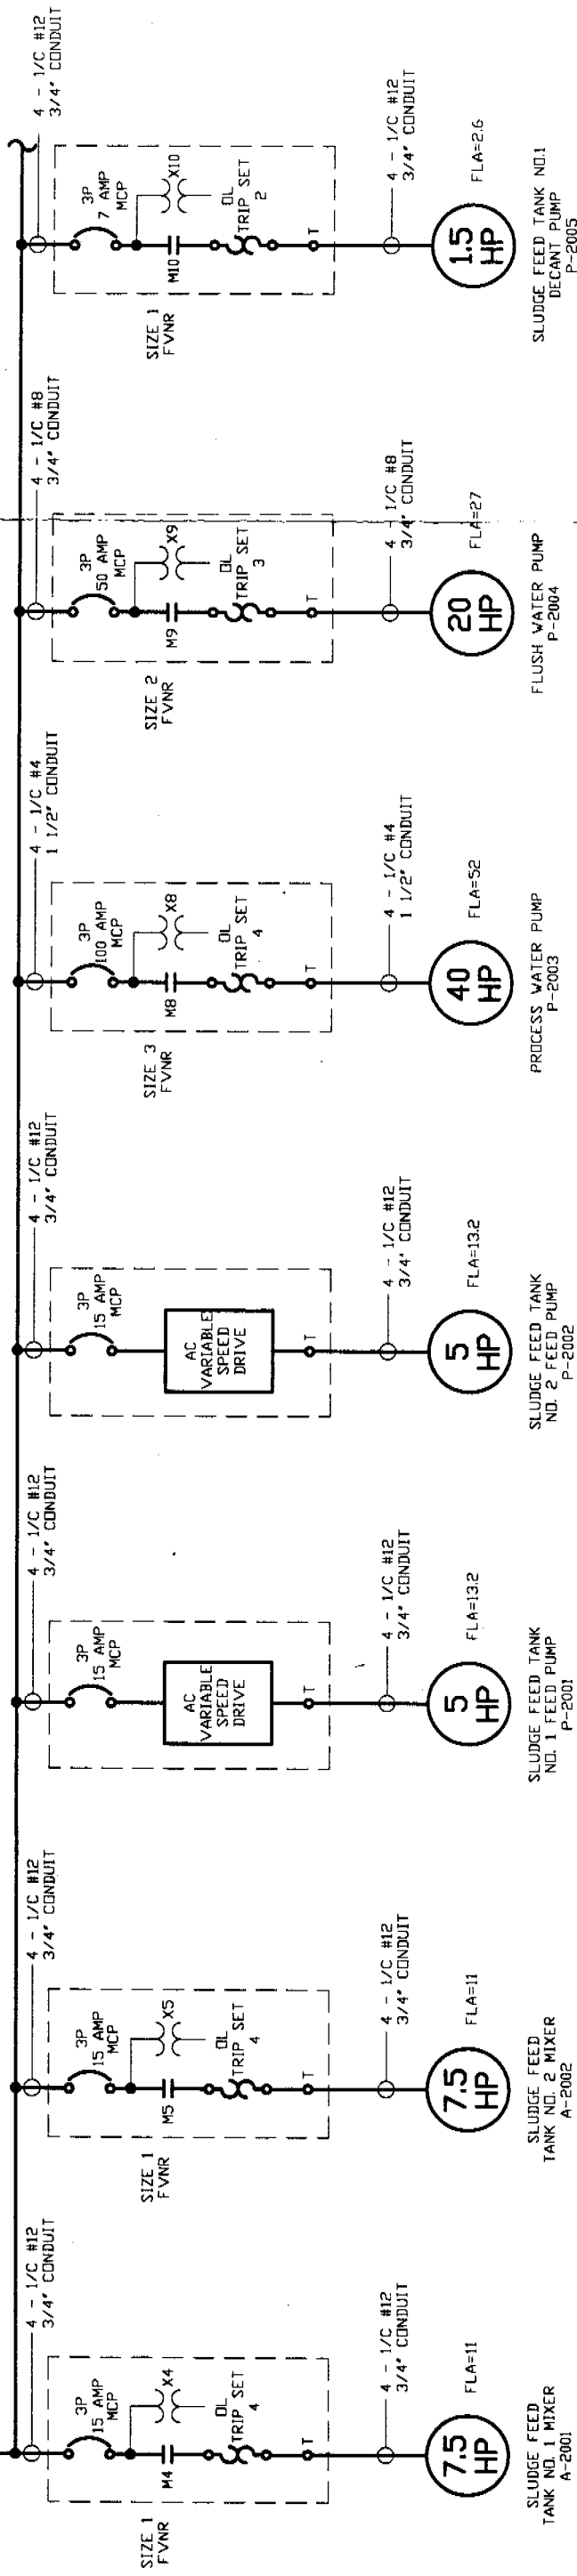 4 - 1/C #12
3/4" CONDUIT
3P
15 AMP
MCP
SIZE 1
FVNR
M4
X4
OL
TRIP SET
4
T
4 - 1/C #12
3/4" CONDUIT
7.5
HP
FLA=11
SLUDGE FEED
TANK NO. 1 MIXER
A-2001
4 - 1/C #12
3/4" CONDUIT
3P
15 AMP
MCP
SIZE 1
FVNR
M5
X5
OL
TRIP SET
4
T
4 - 1/C #12
3/4" CONDUIT
7.5
HP
FLA=11
SLUDGE FEED
TANK NO. 2 MIXER
A-2002
4 - 1/C #12
3/4" CONDUIT
3P
15 AMP
MCP
AC
VARIABLE
SPEED
DRIVE
T
4 - 1/C #12
3/4" CONDUIT
5
HP
FLA=13.2
SLUDGE FEED TANK
NO. 1 FEED PUMP
P-2001
4 - 1/C #12
3/4" CONDUIT
3P
15 AMP
MCP
AC
VARIABLE
SPEED
DRIVE
T
4 - 1/C #12
3/4" CONDUIT
5
HP
FLA=13.2
SLUDGE FEED TANK
NO. 2 FEED PUMP
P-2002
4 - 1/C #4
1 1/2" CONDUIT
3P
100 AMP
MCP
SIZE 3
FVNR
M8
X8
OL
TRIP SET
4
T
4 - 1/C #4
1 1/2" CONDUIT
40
HP
FLA=52
PROCESS WATER PUMP
P-2003
4 - 1/C #8
3/4" CONDUIT
3P
50 AMP
MCP
SIZE 2
FVNR
M9
X9
OL
TRIP SET
3
T
4 - 1/C #8
3/4" CONDUIT
20
HP
FLA=27
FLUSH WATER PUMP
P-2004
4 - 1/C #12
3/4" CONDUIT
3P
7 AMP
MCP
SIZE 1
FVNR
M10
X10
OL
TRIP SET
2
T
4 - 1/C #12
3/4" CONDUIT
1.5
HP
FLA=2.6
SLUDGE FEED TANK NO.1
DECANT PUMP
P-2005